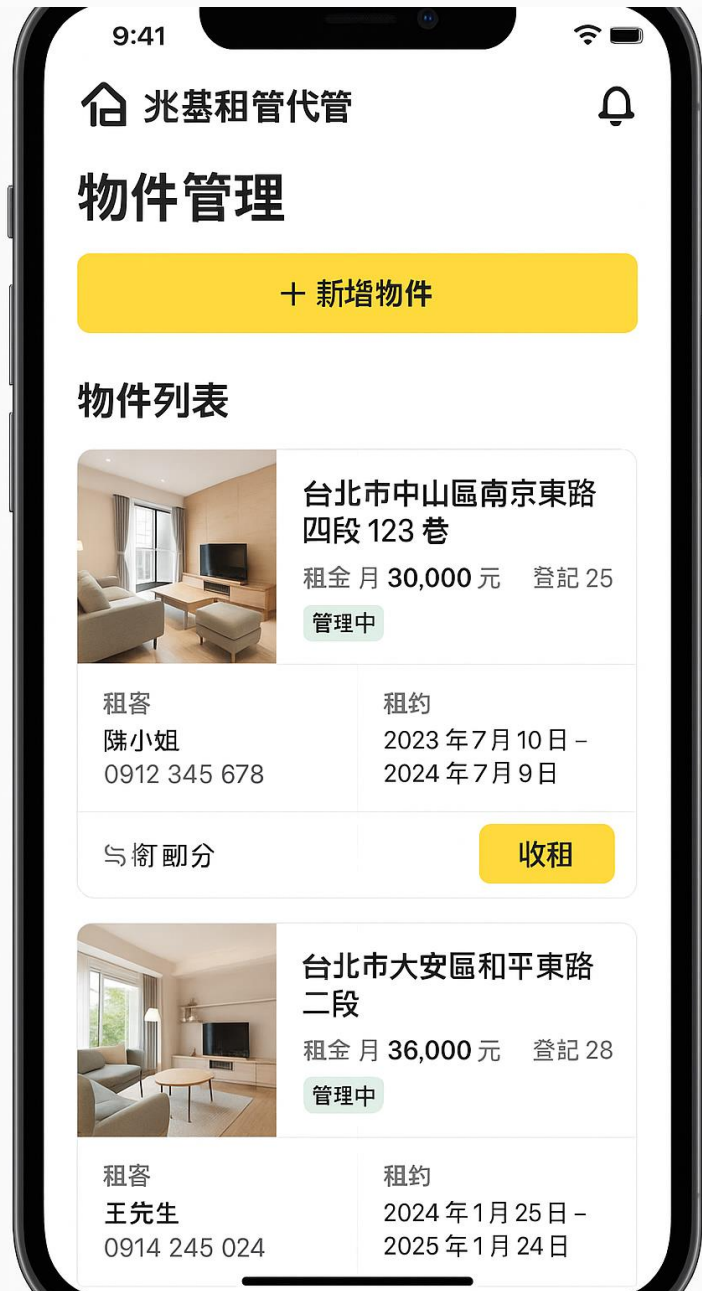 9:41
兆基租管代管
物件管理
+ 新增物件
物件列表
台北市中山區南京東路
四段 123 巷
租金 月 30,000 元 登記 25
管理中
租客 租約
小姐 2023 年 7 月 10 日 –
0912 345 678 2024 年 7 月 9 日
分 收租
台北市大安區和平東路
二段
租金 月 36,000 元 登記 28
管理中
租客 租約
王先生 2024 年 1 月 25 日 –
0914 245 024 2025 年 1 月 24 日